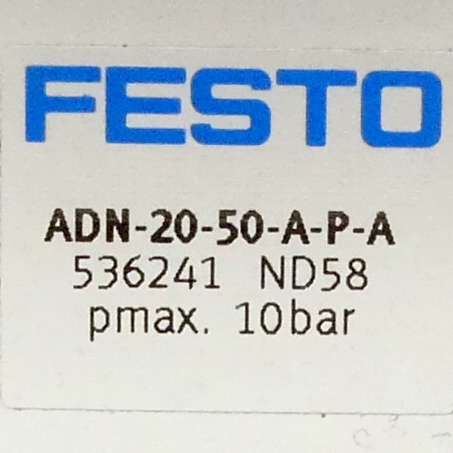 FESTO
ADN-20-50-A-P-A
536241 ND58
pmax. 10bar